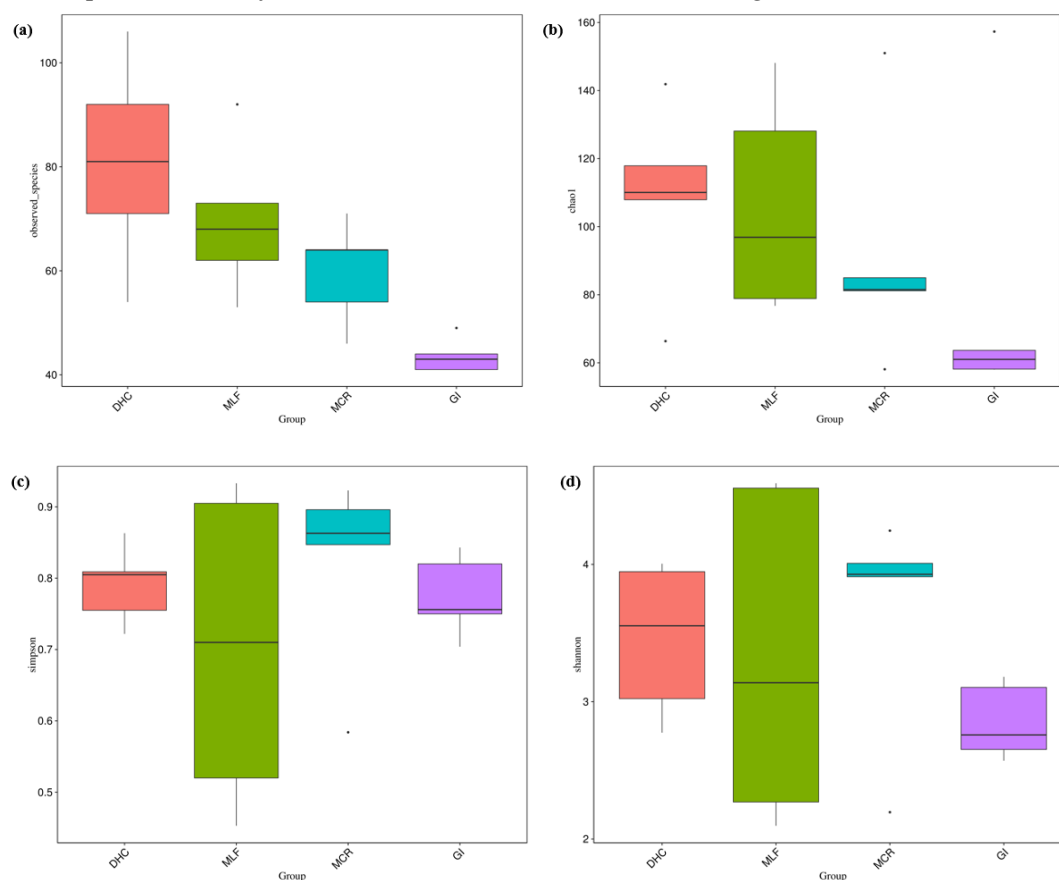 (a)
observed_species
100
80
60
40
DHC
MLF
MCR
GI
Group
(b)
chao1
160
140
120
100
80
60
DHC
MLF
MCR
GI
Group
(c)
simpson
0.9
0.8
0.7
0.6
0.5
DHC
MLF
MCR
GI
Group
(d)
shannon
4
3
2
DHC
MLF
MCR
GI
Group